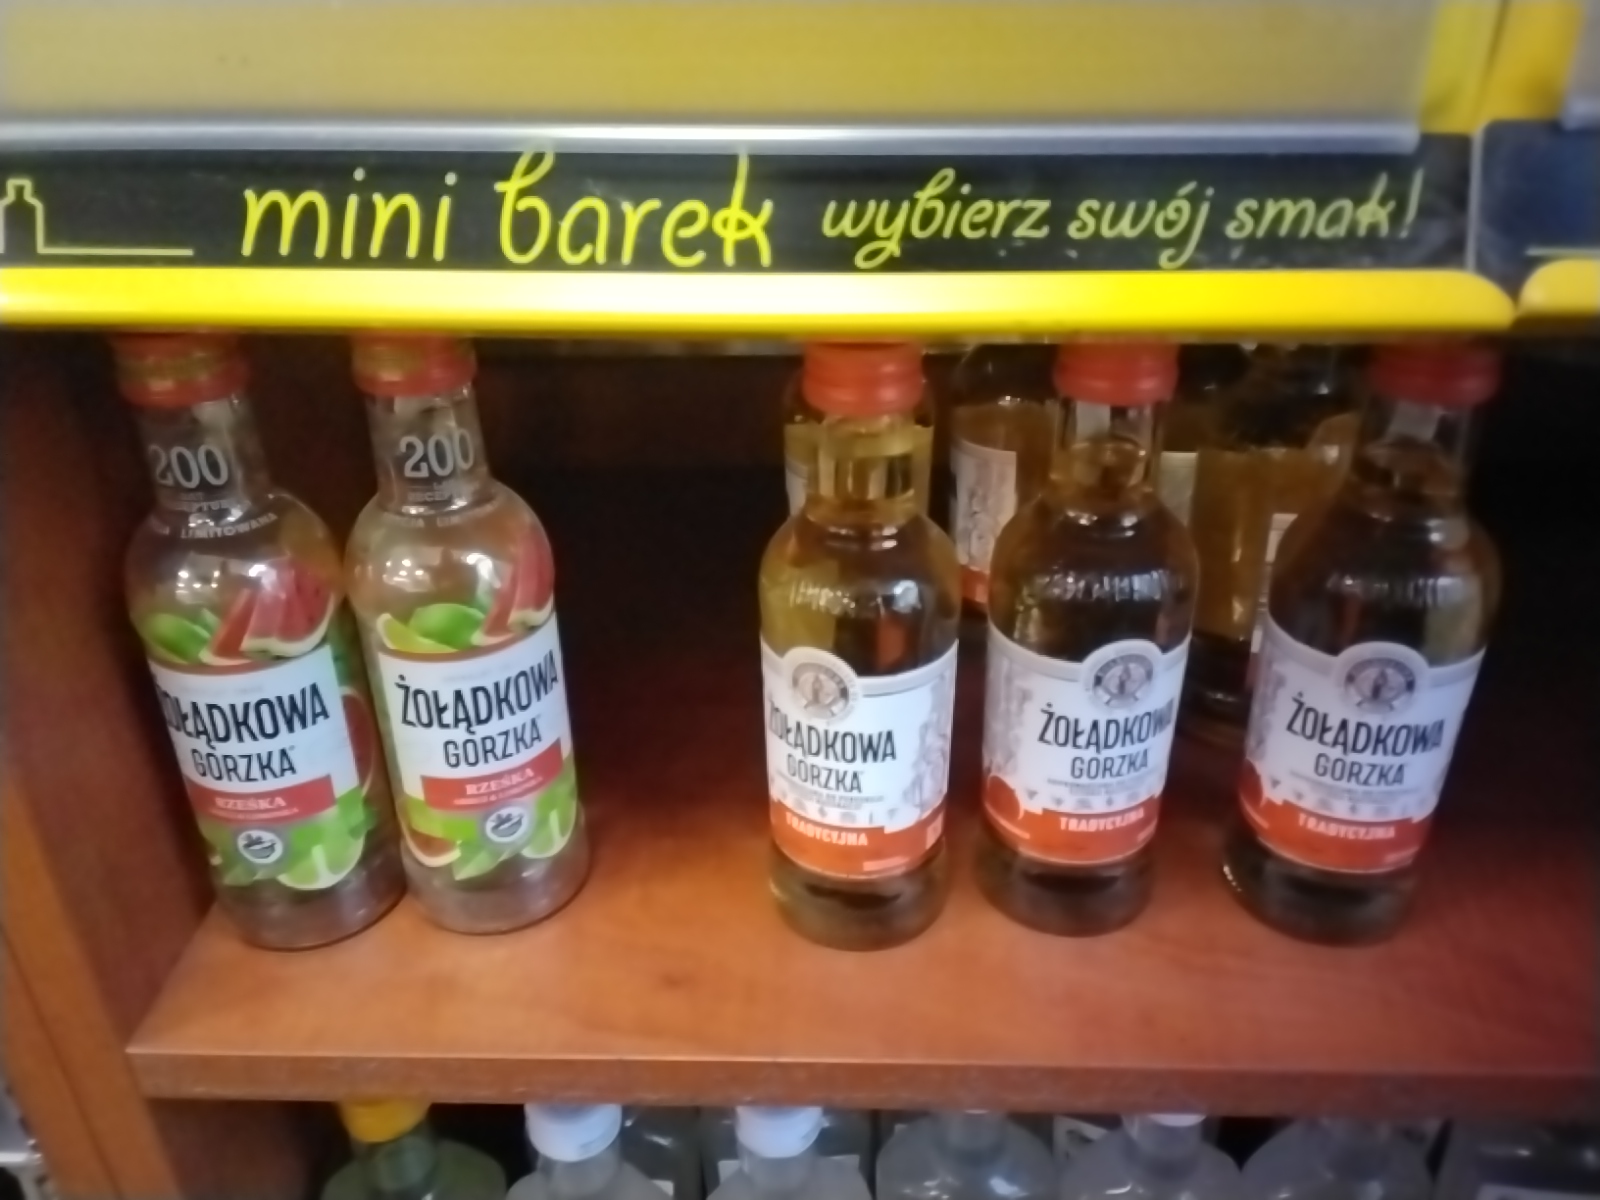 mini barek wybierz swój smak!
200
LIMITOWANA
ŻOŁĄDKOWA
GORZKA
RZEŚKA
200
ŻOŁĄDKOWA
GORZKA
RZEŚKA
ŻOŁĄDKOWA
GORZKA
TRADYCYJNA
ŻOŁĄDKOWA
GORZKA
TRADYCYJNA
ŻOŁĄDKOWA
GORZKA
TRADYCYJNA